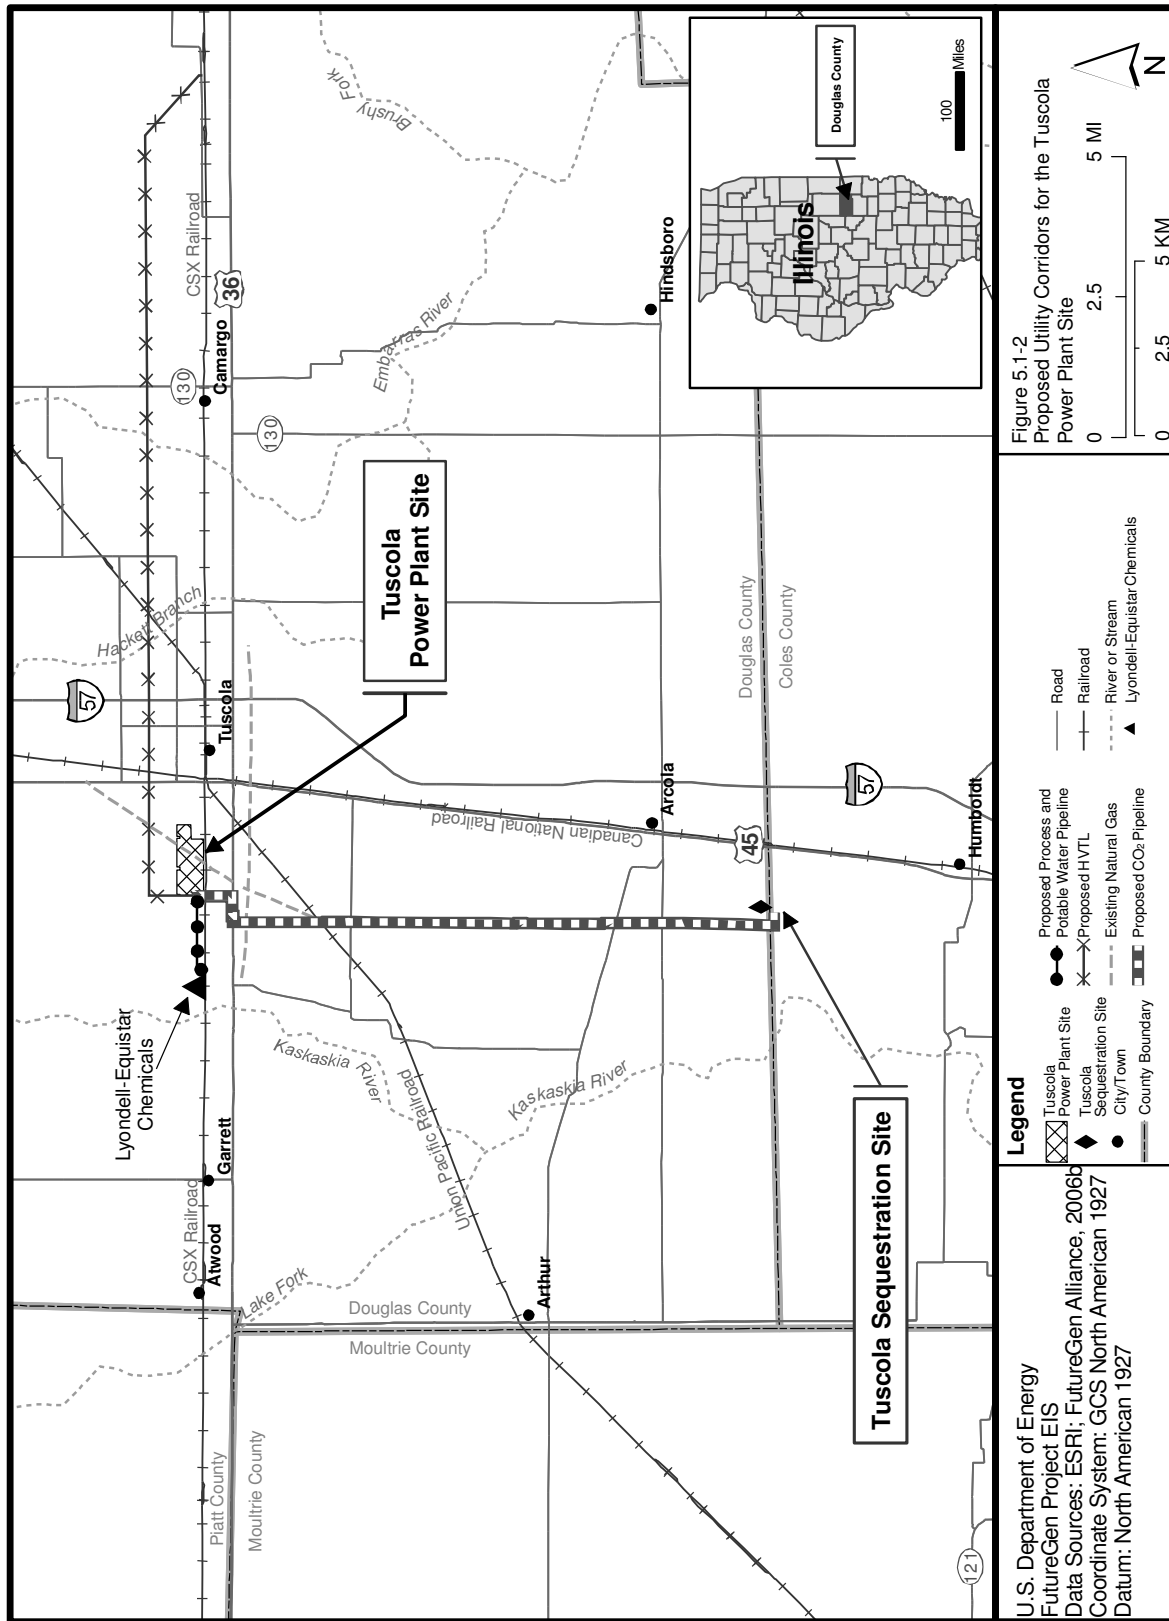 Piatt County
Moultrie County
CSX Railroad
Atwood
Lake Fork
Garrett
Lyondell-Equistar
Chemicals
Kaskaskia
River
Kaskaskia River
Union Pacific Railroad
Douglas County
Moultrie County
Arthur
121
Tuscola Sequestration Site
Tuscola
57
Hackett Branch
Tuscola
Power Plant Site
Canadian National Railroad
Arcola
45
57
Humboldt
Douglas County
Coles County
CSX Railroad
36
130
Camargo
130
Embarras River
Brushy
Fork
Hindsboro
Illinois
Douglas County
100
Miles
U.S. Department of Energy
FutureGen Project EIS
Data Sources: ESRI; FutureGen Alliance, 2006b
Coordinate System: GCS North American 1927
Datum: North American 1927
Legend
Tuscola
Power Plant Site
Tuscola
Sequestration Site
City/Town
County Boundary
Proposed Process and
Potable Water Pipeline
Proposed HVTL
Existing Natural Gas
Proposed CO2 Pipeline
Road
Railroad
River or Stream
Lyondell-Equistar Chemicals
Figure 5.1-2
Proposed Utility Corridors for the Tuscola
Power Plant Site
0 2.5 5 MI
0 2.5 5 KM
N